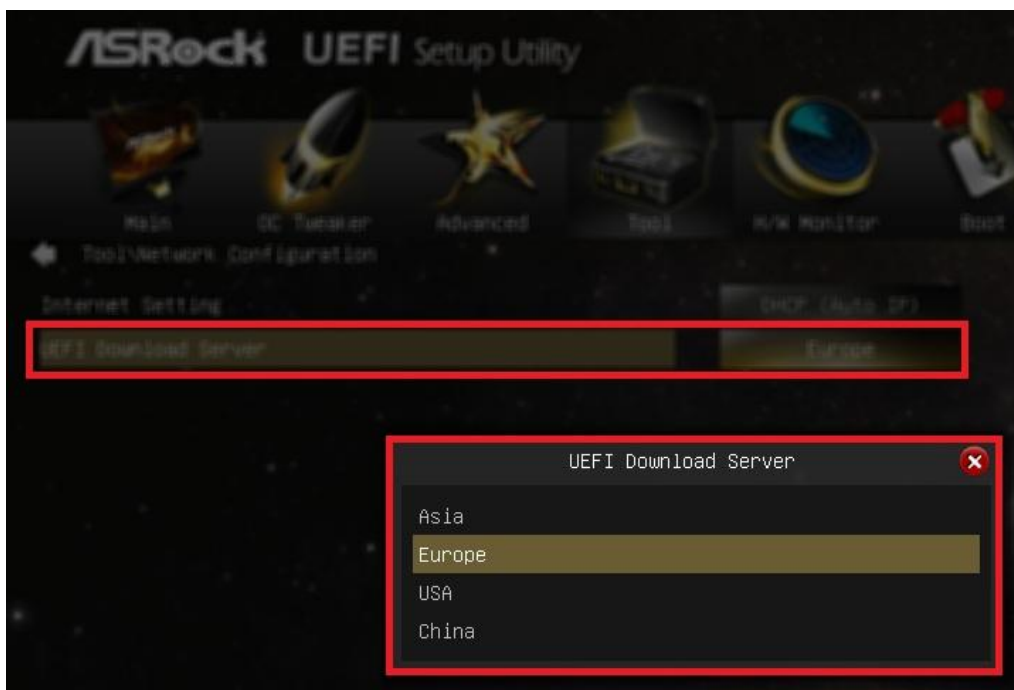 ASRock UEFI Setup Utility
Main OC Tweaker Advanced Tool H/W Monitor Boot
Tool\Network Configuration
Internet Setting DHCP (Auto IP)
UEFI Download Server Europe
UEFI Download Server
Asia
Europe
USA
China